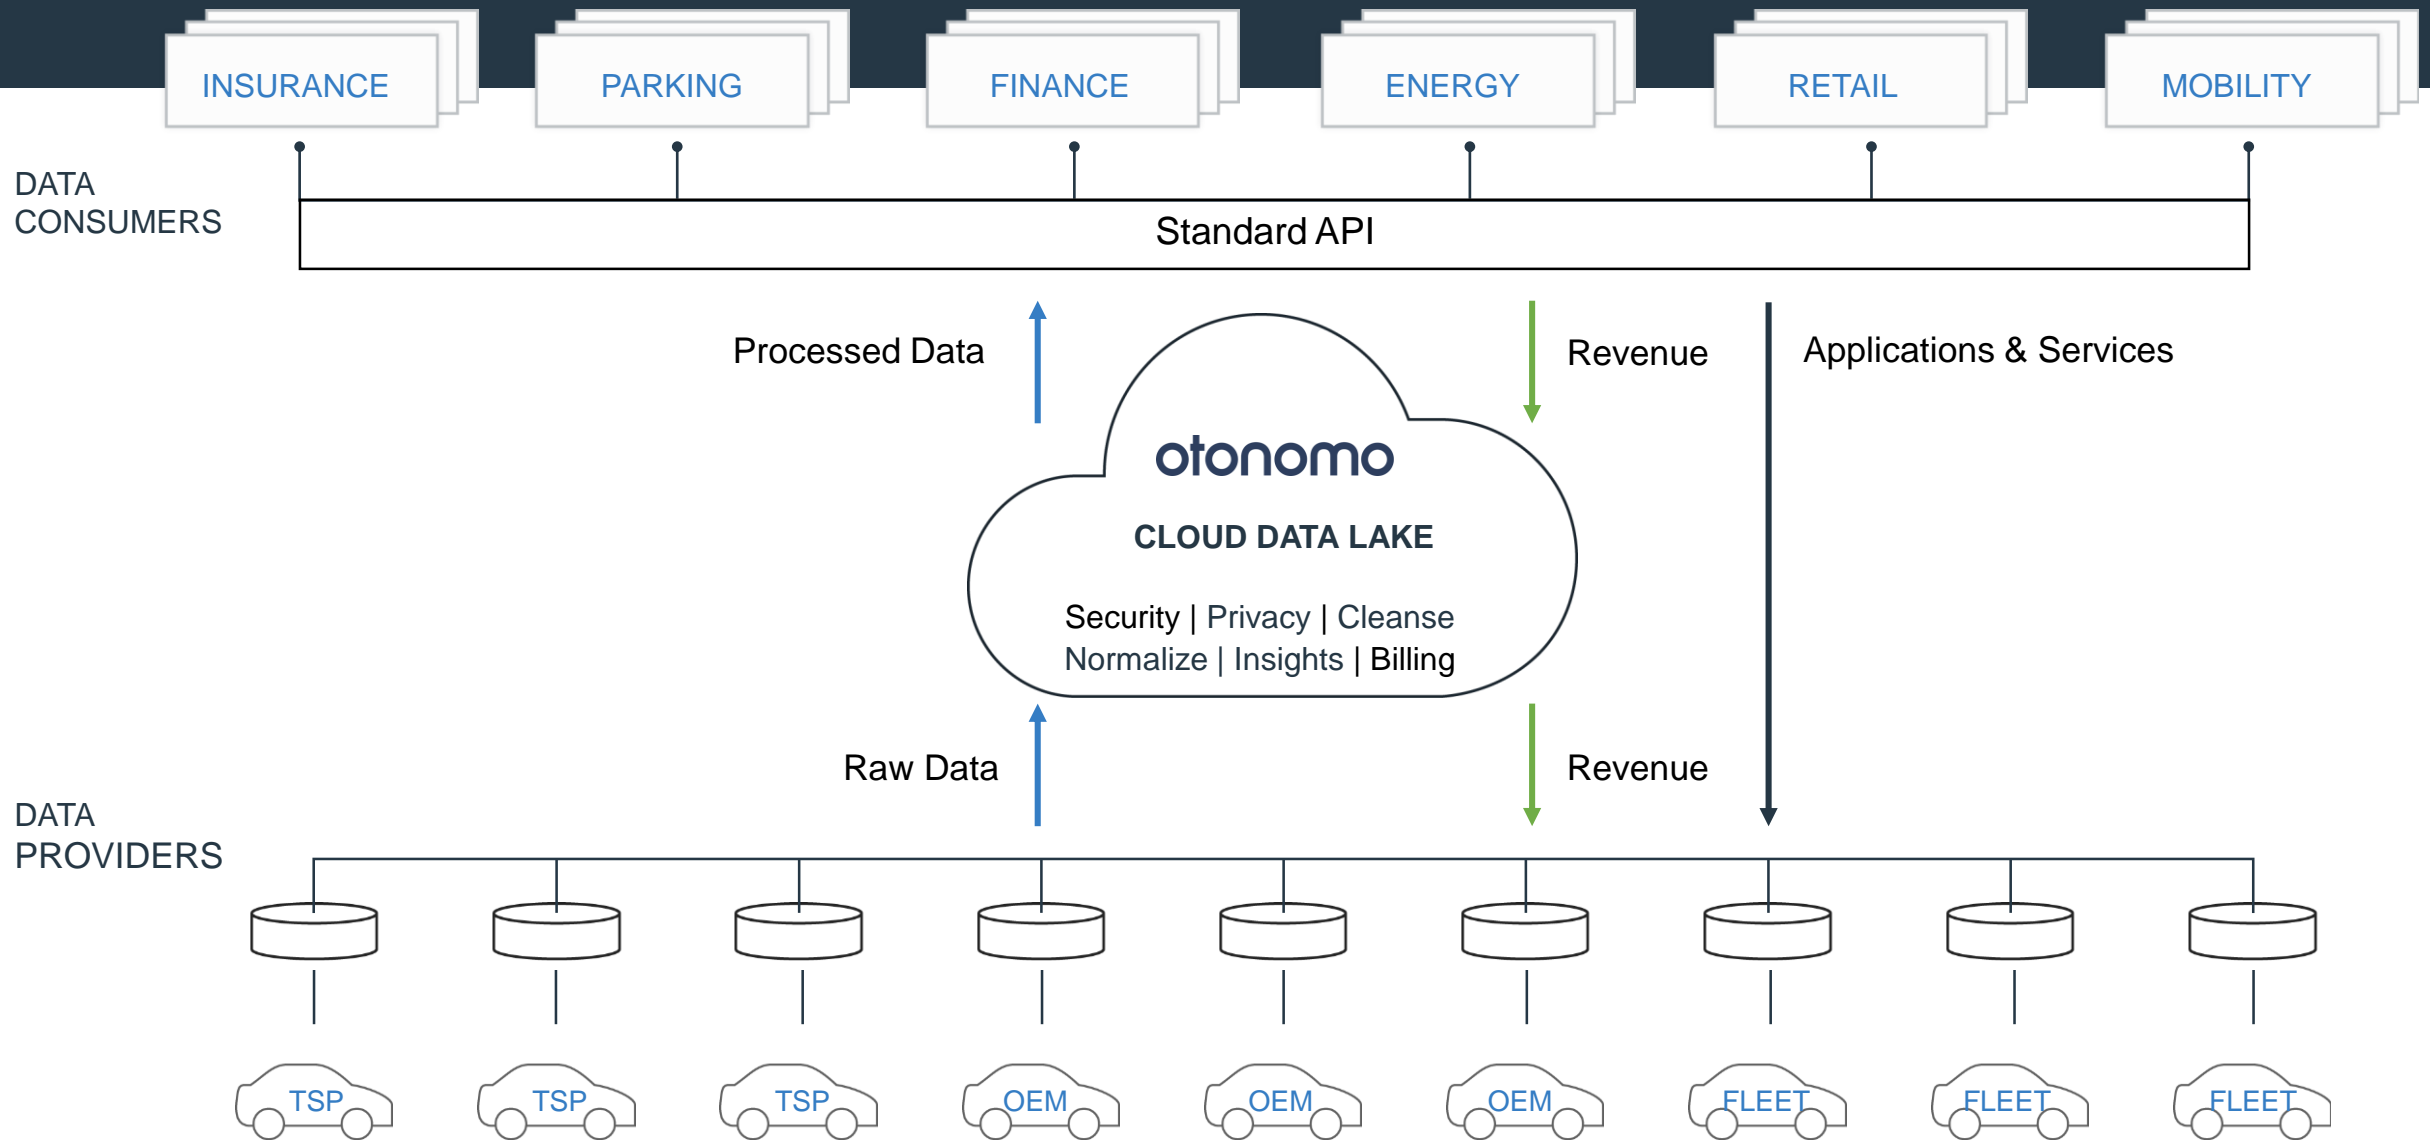 INSURANCE
PARKING
FINANCE
ENERGY
RETAIL
MOBILITY
DATA
CONSUMERS
Standard API
Processed Data
Revenue
Applications & Services
otonomo
CLOUD DATA LAKE
Security | Privacy | Cleanse
Normalize | Insights | Billing
Raw Data
Revenue
DATA
PROVIDERS
TSP
TSP
TSP
OEM
OEM
OEM
FLEET
FLEET
FLEET